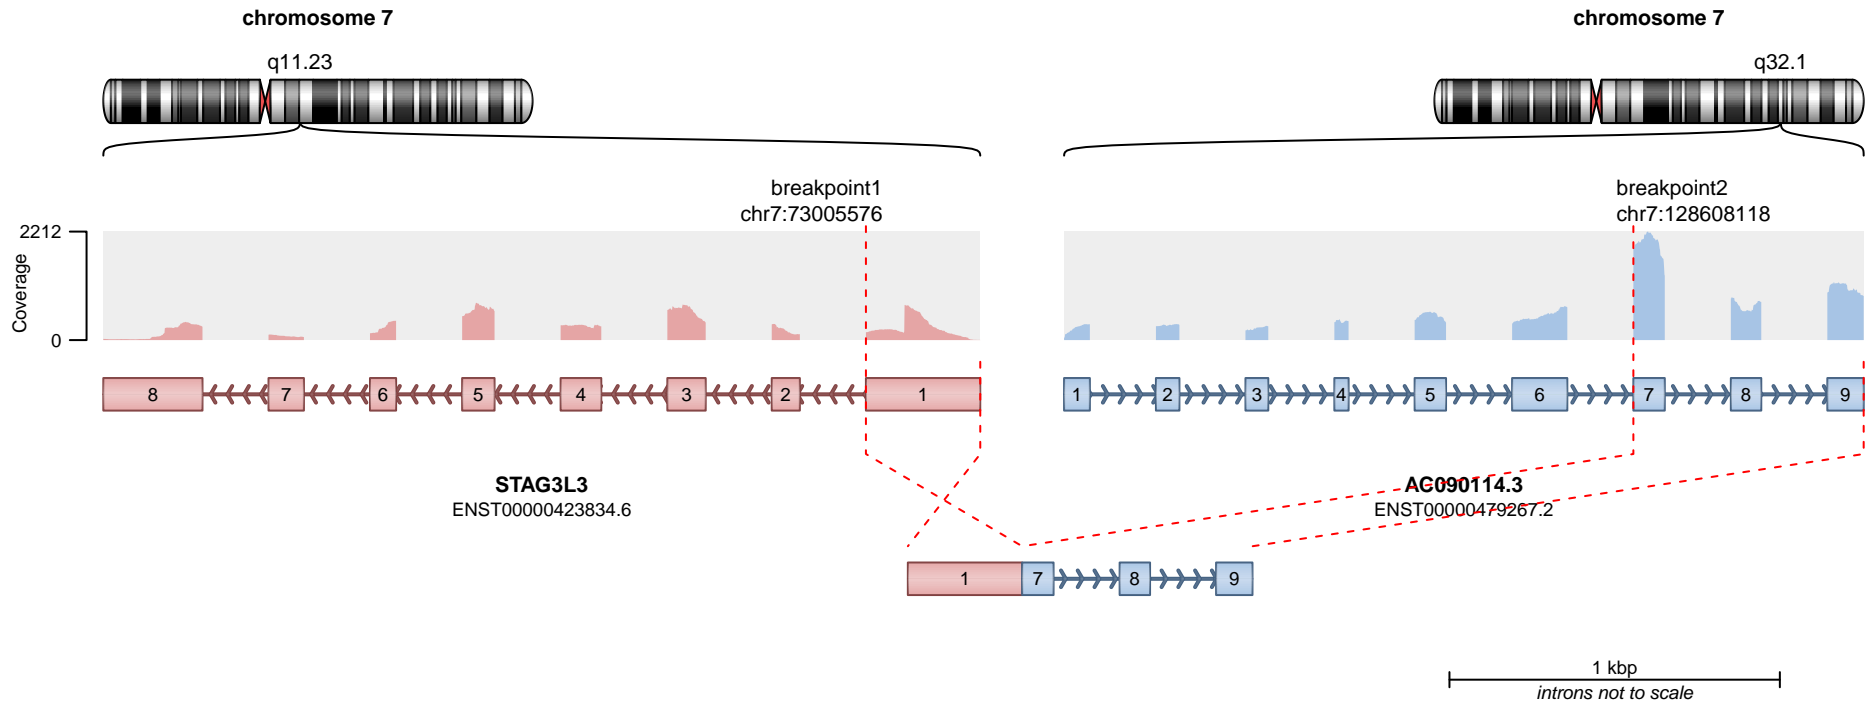 chromosome 7
chromosome 7
q11.23
q32.1
breakpoint1
chr7:73005576
breakpoint2
chr7:128608118
2212
Coverage
0
8 7 6 5 4 3 2 1
1 2 3 4 5 6 7 8 9
STAG3L3
ENST00000423834.6
AC090114.3
ENST00000479267.2
1 7 8 9
1 kbp
introns not to scale